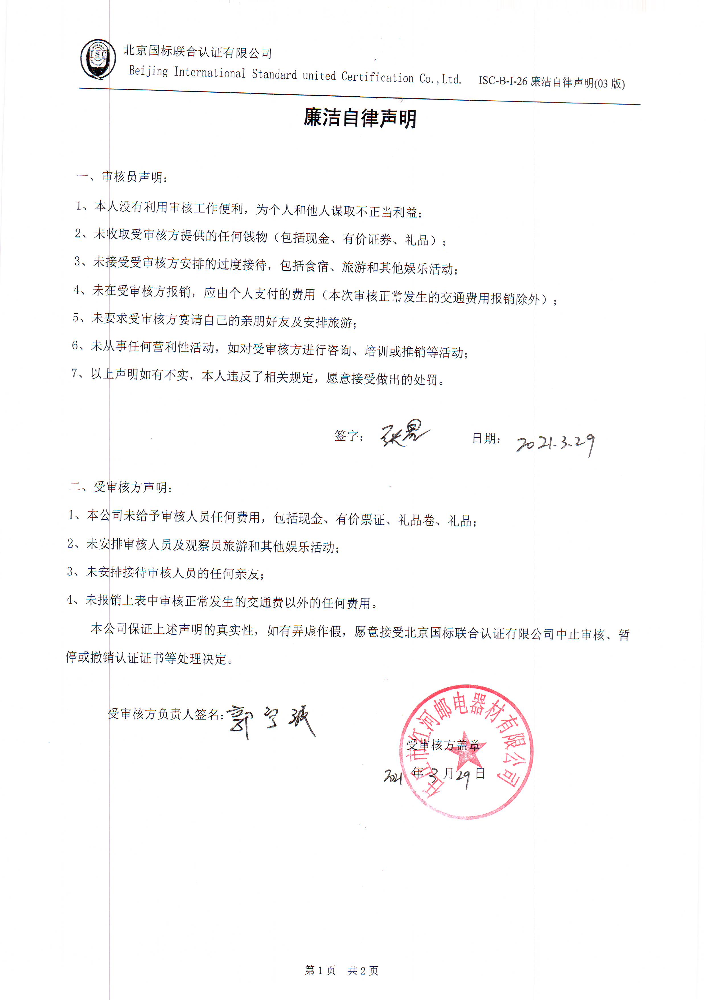 ISC
北京国标联合认证有限公司
Beijing International Standard united Certification Co.,Ltd. ISC-B-I-26 廉洁自律声明(03 版)
廉洁自律声明
一、审核员声明：
1、本人没有利用审核工作便利，为个人和他人谋取不正当利益；
2、未收取受审核方提供的任何钱物（包括现金、有价证券、礼品）；
3、未接受受审核方安排的过度接待，包括食宿、旅游和其他娱乐活动；
4、未在受审核方报销，应由个人支付的费用（本次审核正常发生的交通费用报销除外）；
5、未要求受审核方宴请自己的亲朋好友及安排旅游；
6、未从事任何营利性活动，如对受审核方进行咨询、培训或推销等活动；
7、以上声明如有不实，本人违反了相关规定，愿意接受做出的处罚。
签字： 张 日期： 2021.3.29
二、受审核方声明：
1、本公司未给予审核人员任何费用，包括现金、有价票证、礼品卷、礼品；
2、未安排审核人员及观察员旅游和其他娱乐活动；
3、未安排接待审核人员的任何亲友；
4、未报销上表中审核正常发生的交通费以外的任何费用。
本公司保证上述声明的真实性，如有弄虚作假，愿意接受北京国标联合认证有限公司中止审核、暂
停或撤销认证证书等处理决定。
受审核方负责人签名：郭宁波
任丘市红河邮电器材有限公司
受审核方盖章
2021 年 3 月 29 日
第 1 页 共 2 页